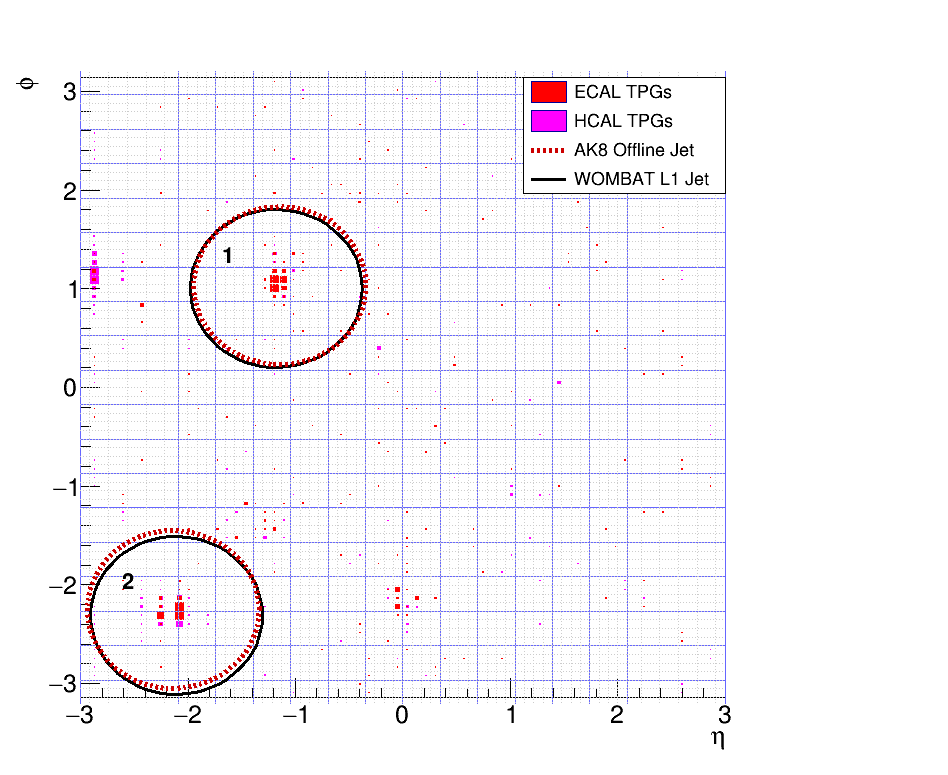 φ
3
2
1
0
−1
−2
−3
ECAL TPGs
HCAL TPGs
AK8 Offline Jet
WOMBAT L1 Jet
1
2
−3 −2 −1 0 1 2 3
η